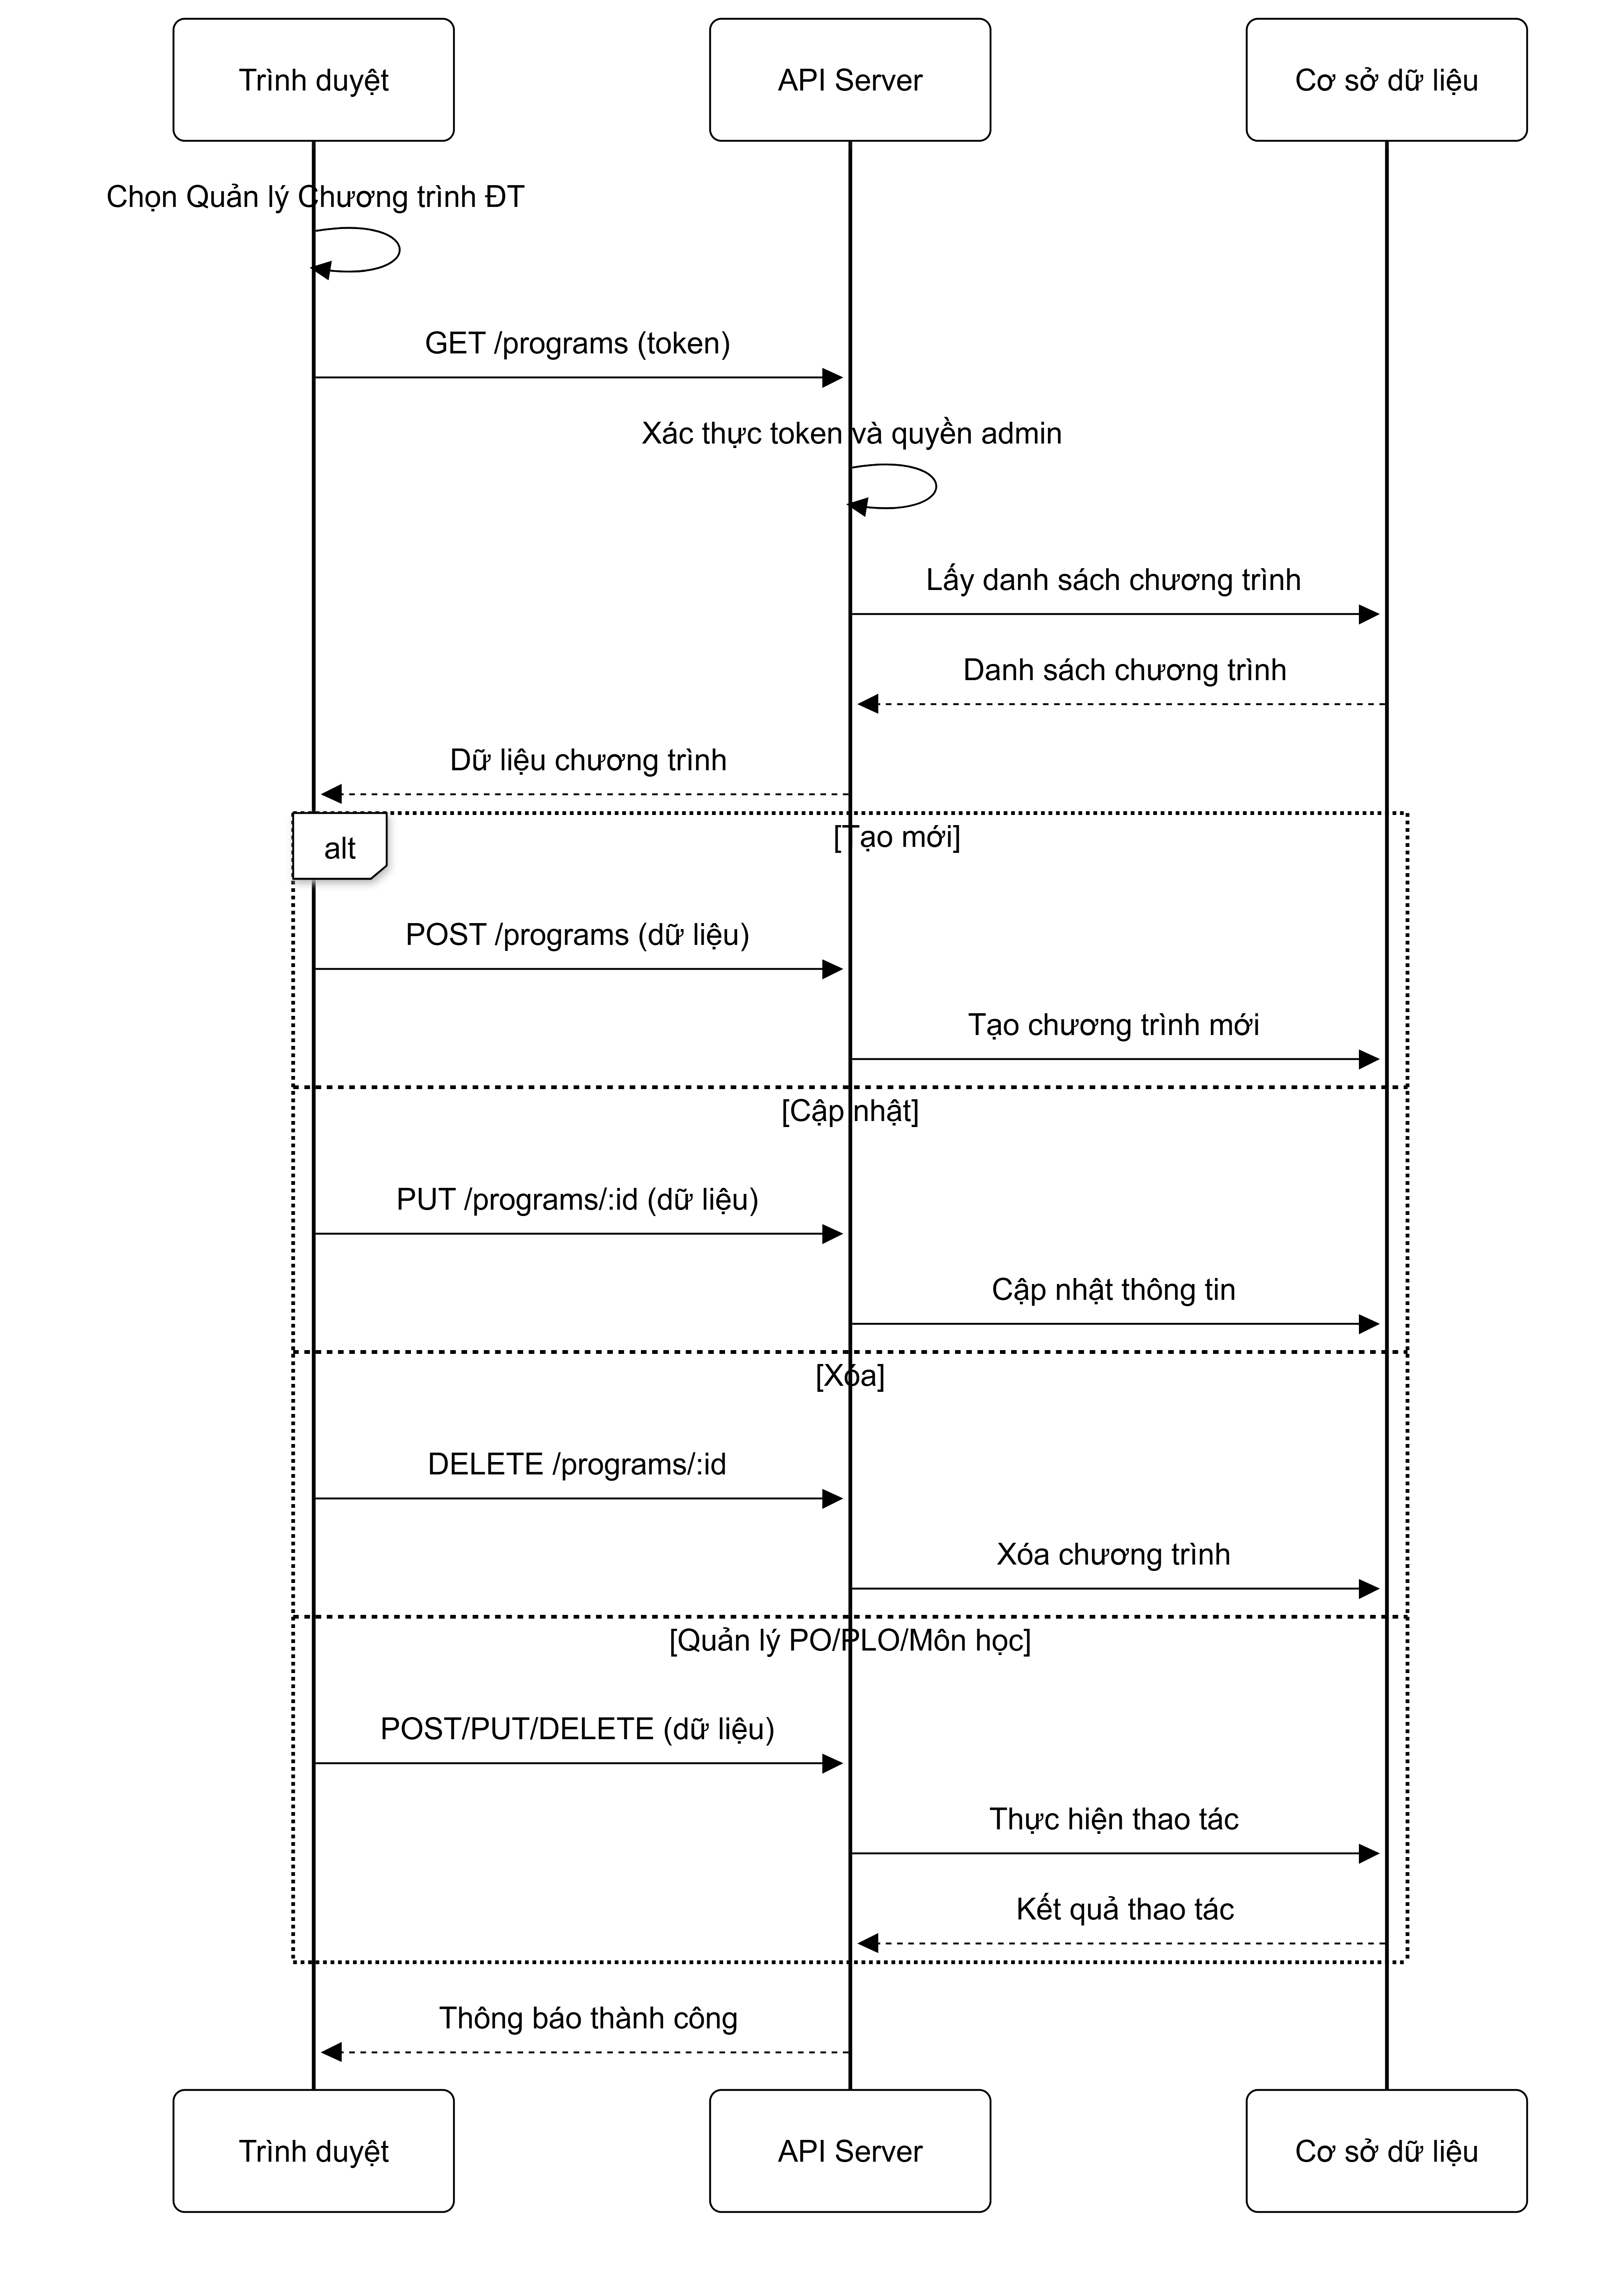 Trình duyệt
API Server
Cơ sở dữ liệu
Chọn Quản lý Chương trình ĐT
GET /programs (token)
Xác thực token và quyền admin
Lấy danh sách chương trình
Danh sách chương trình
Dữ liệu chương trình
alt
[Tạo mới]
POST /programs (dữ liệu)
Tạo chương trình mới
[Cập nhật]
PUT /programs/:id (dữ liệu)
Cập nhật thông tin
[Xóa]
DELETE /programs/:id
Xóa chương trình
[Quản lý PO/PLO/Môn học]
POST/PUT/DELETE (dữ liệu)
Thực hiện thao tác
Kết quả thao tác
Thông báo thành công
Trình duyệt
API Server
Cơ sở dữ liệu